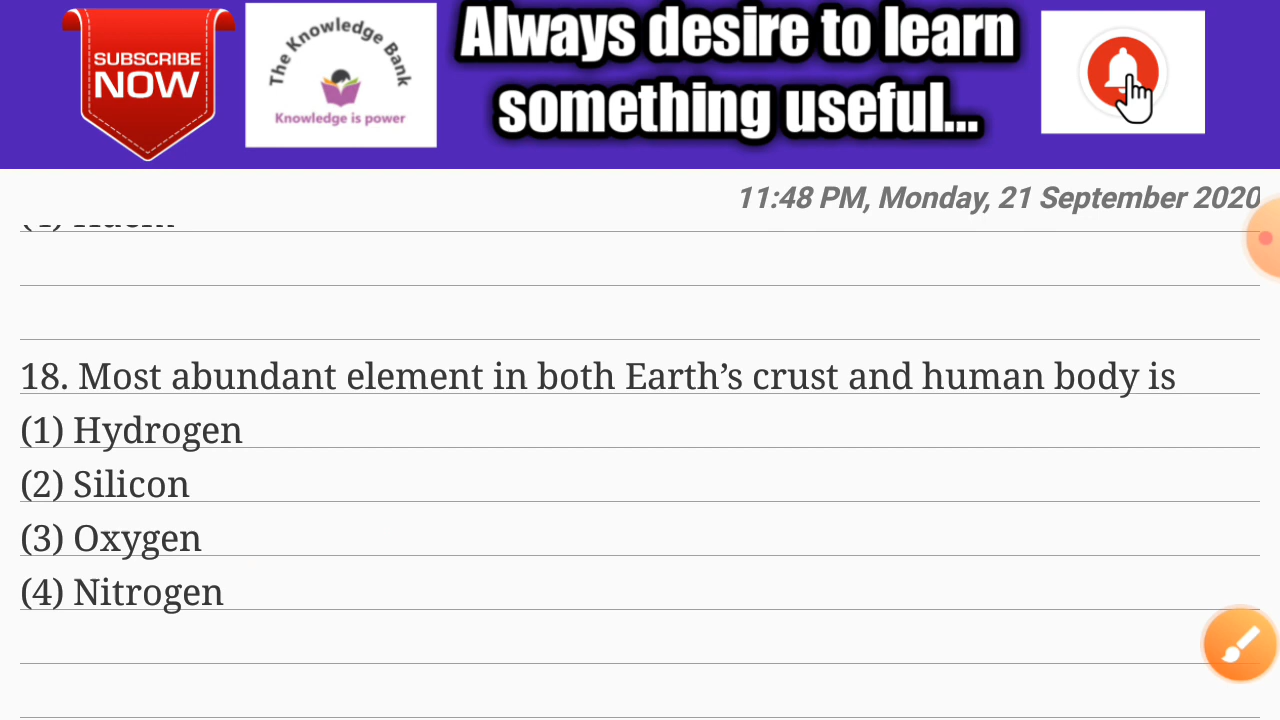 SUBSCRIBE
NOW
The Knowledge Bank
Knowledge is power
Always desire to learn
something useful...
11:48 PM, Monday, 21 September 2020
18. Most abundant element in both Earth’s crust and human body is
(1) Hydrogen
(2) Silicon
(3) Oxygen
(4) Nitrogen